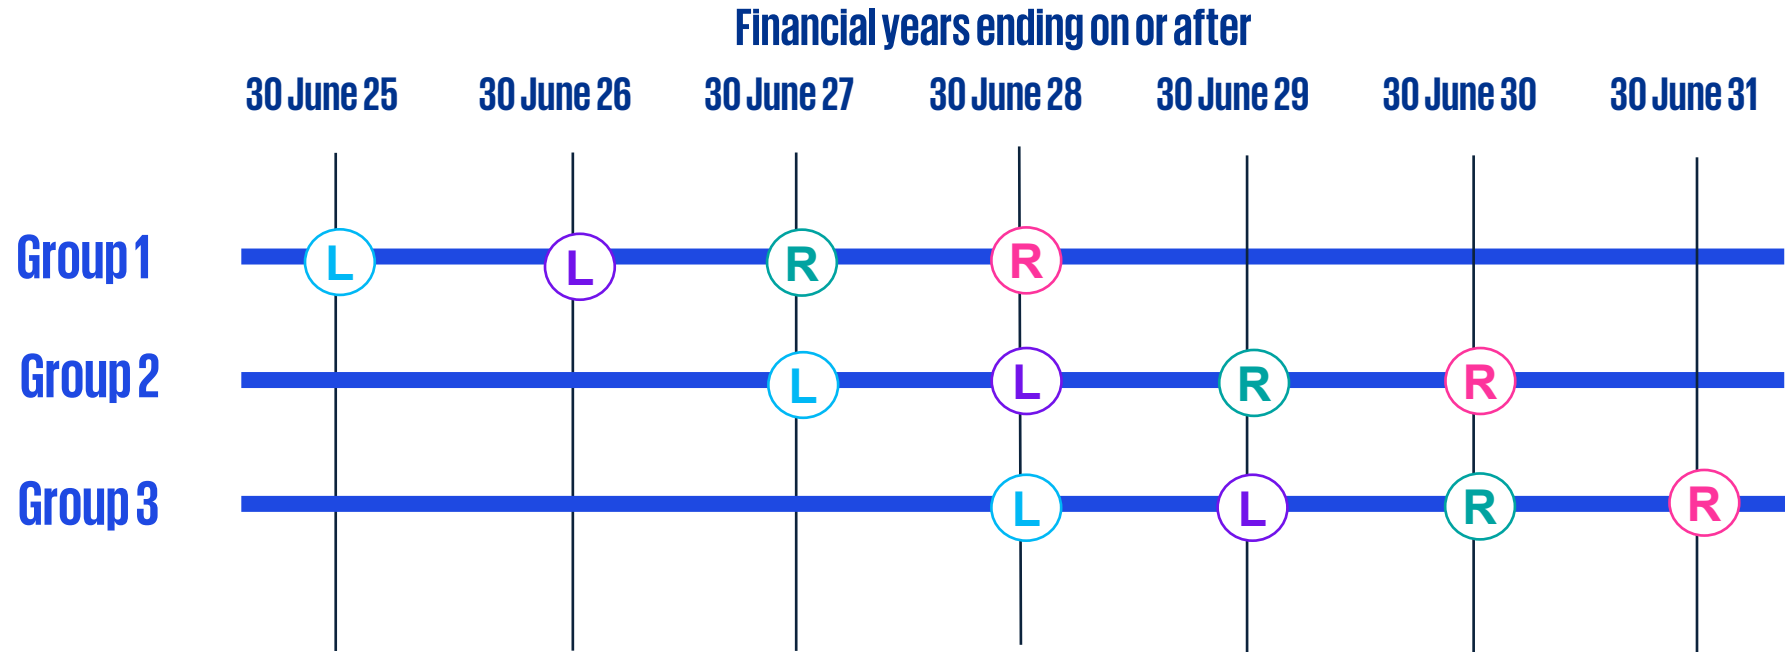 Financial years ending on or after
30 June 25 30 June 26 30 June 27 30 June 28 30 June 29 30 June 30 30 June 31
Group 1 L L R R
Group 2 L L R R
Group 3 L L R R